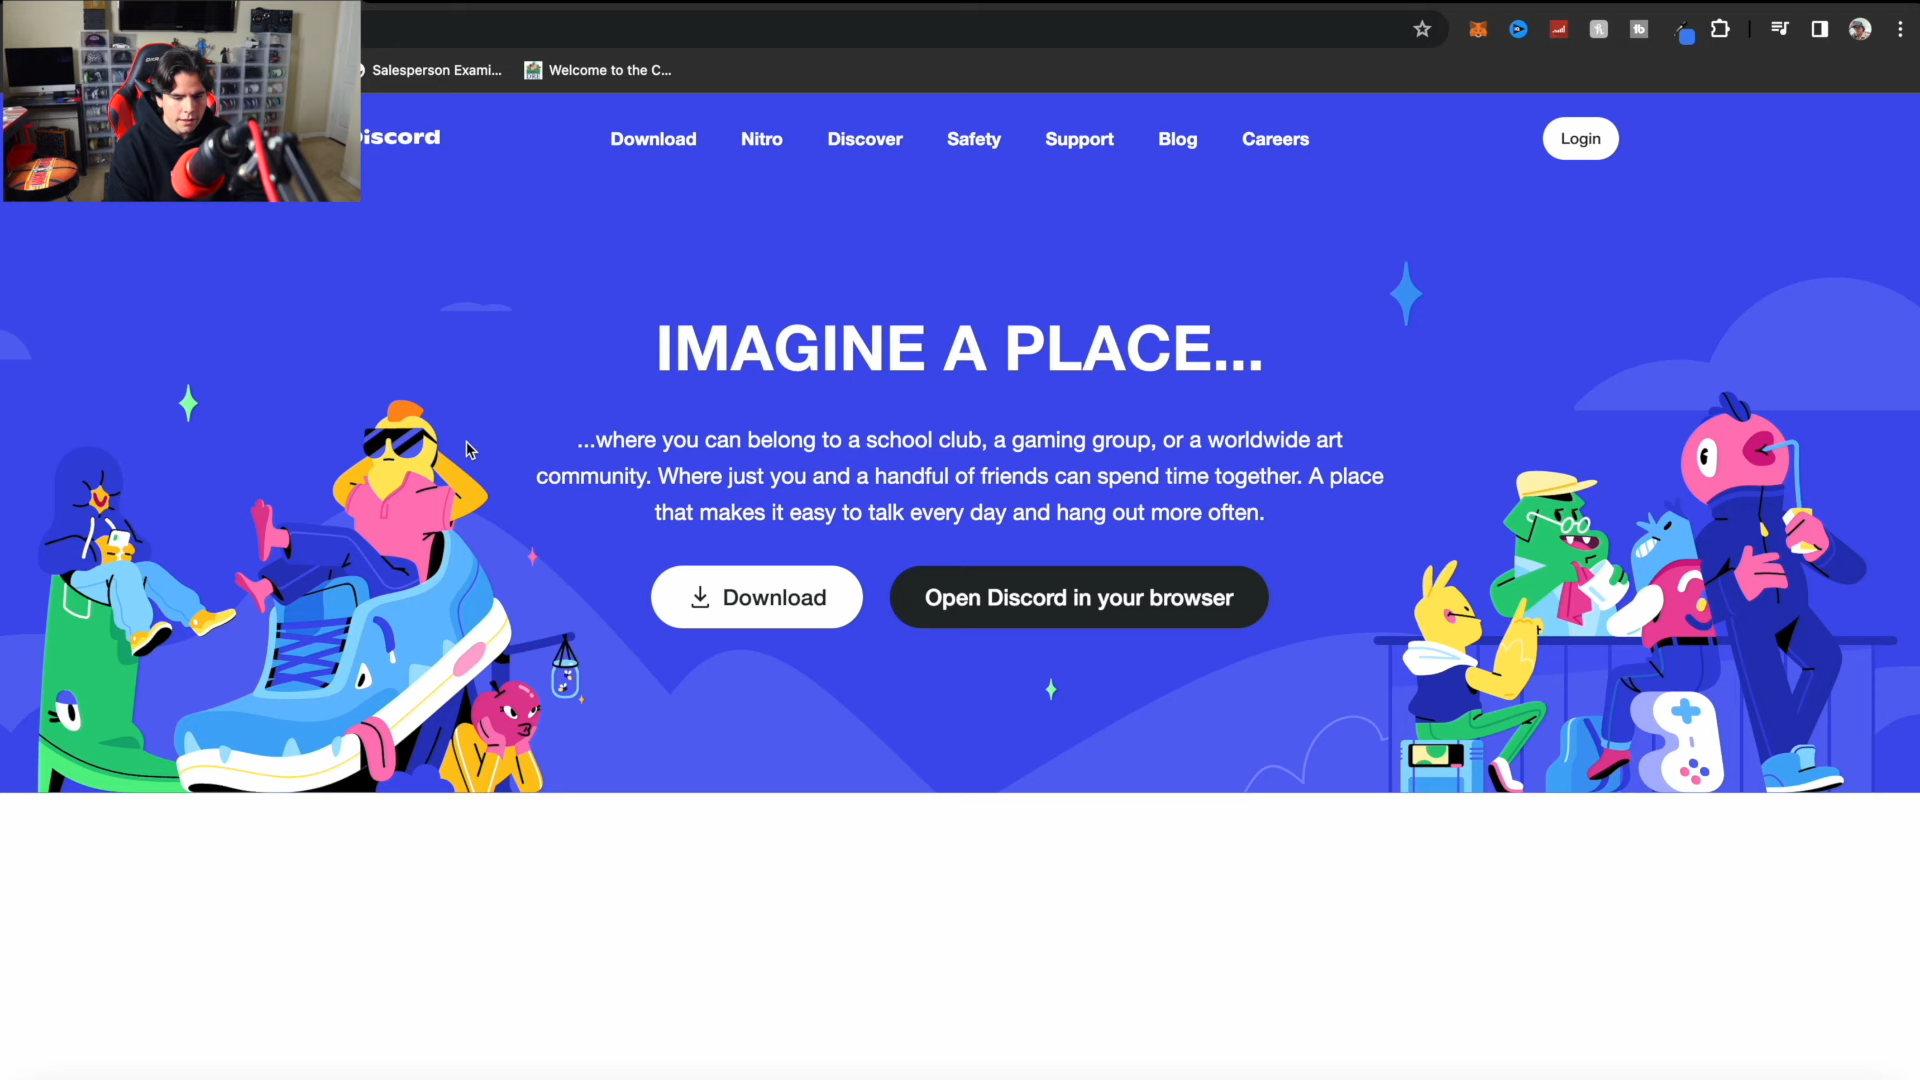 Salesperson Exami...
Welcome to the C...
Discord
Download
Nitro
Discover
Safety
Support
Blog
Careers
Login
IMAGINE A PLACE...
...where you can belong to a school club, a gaming group, or a worldwide art
community. Where just you and a handful of friends can spend time together. A place
that makes it easy to talk every day and hang out more often.
Download
Open Discord in your browser